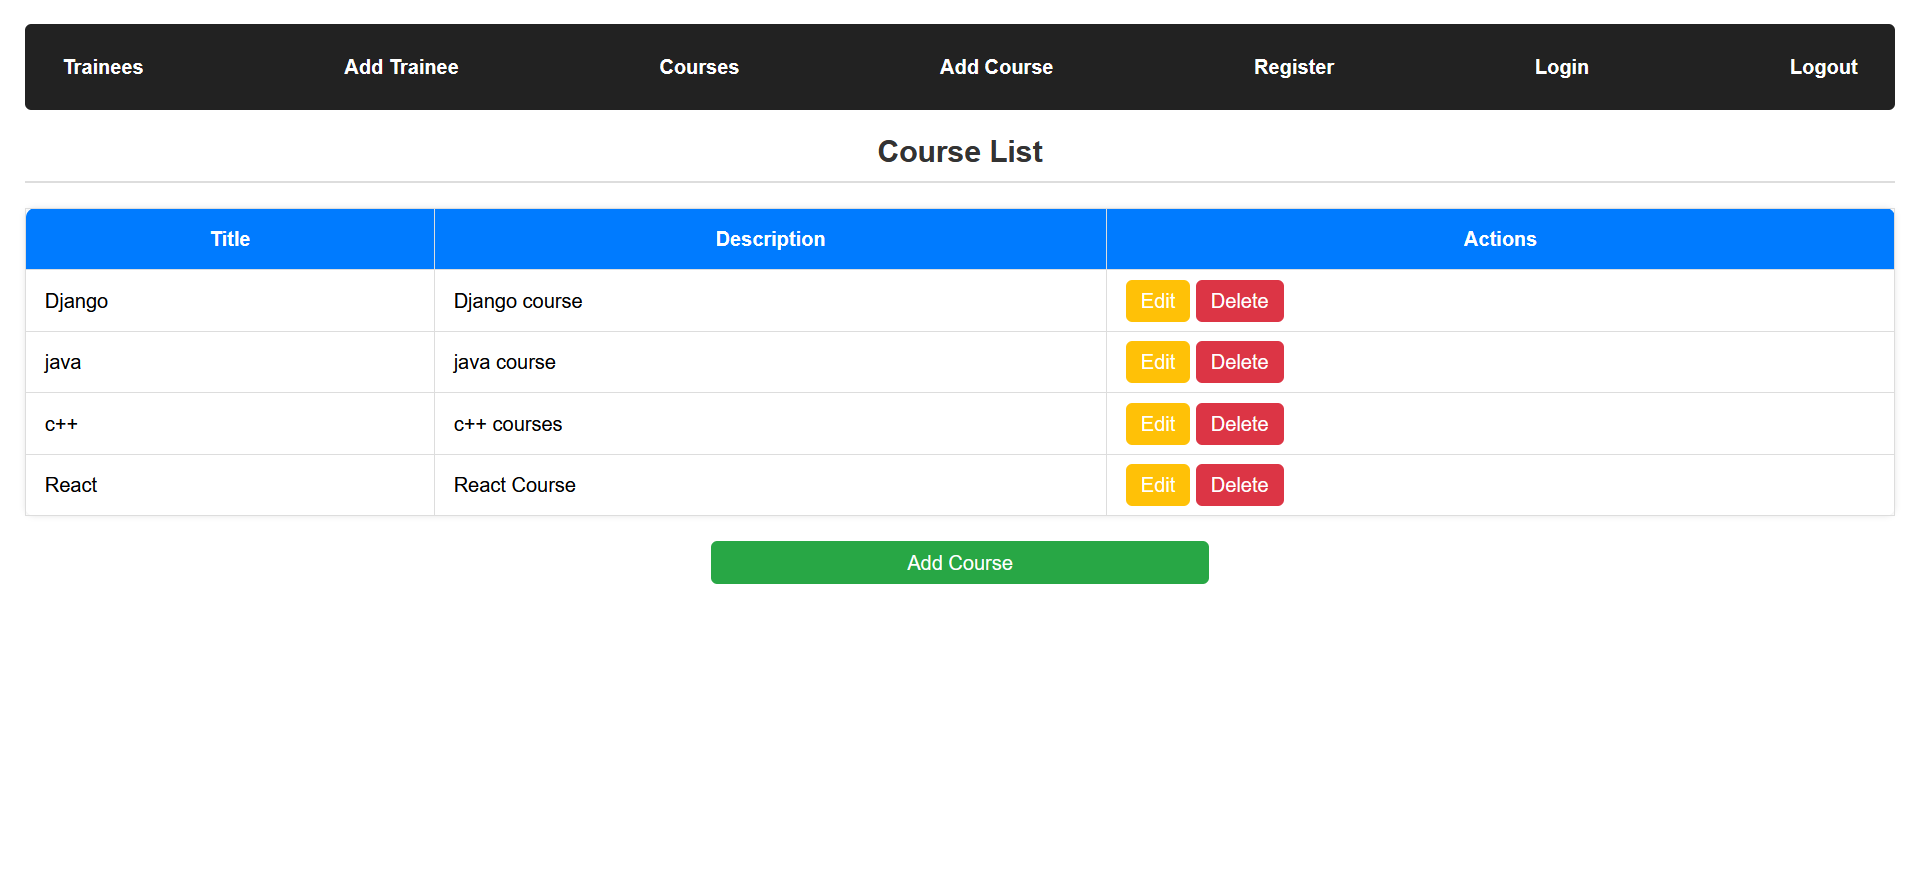 Trainees Add Trainee Courses Add Course Register Login Logout
Course List
Title Description Actions
Django Django course Edit Delete
java java course Edit Delete
c++ c++ courses Edit Delete
React React Course Edit Delete
Add Course